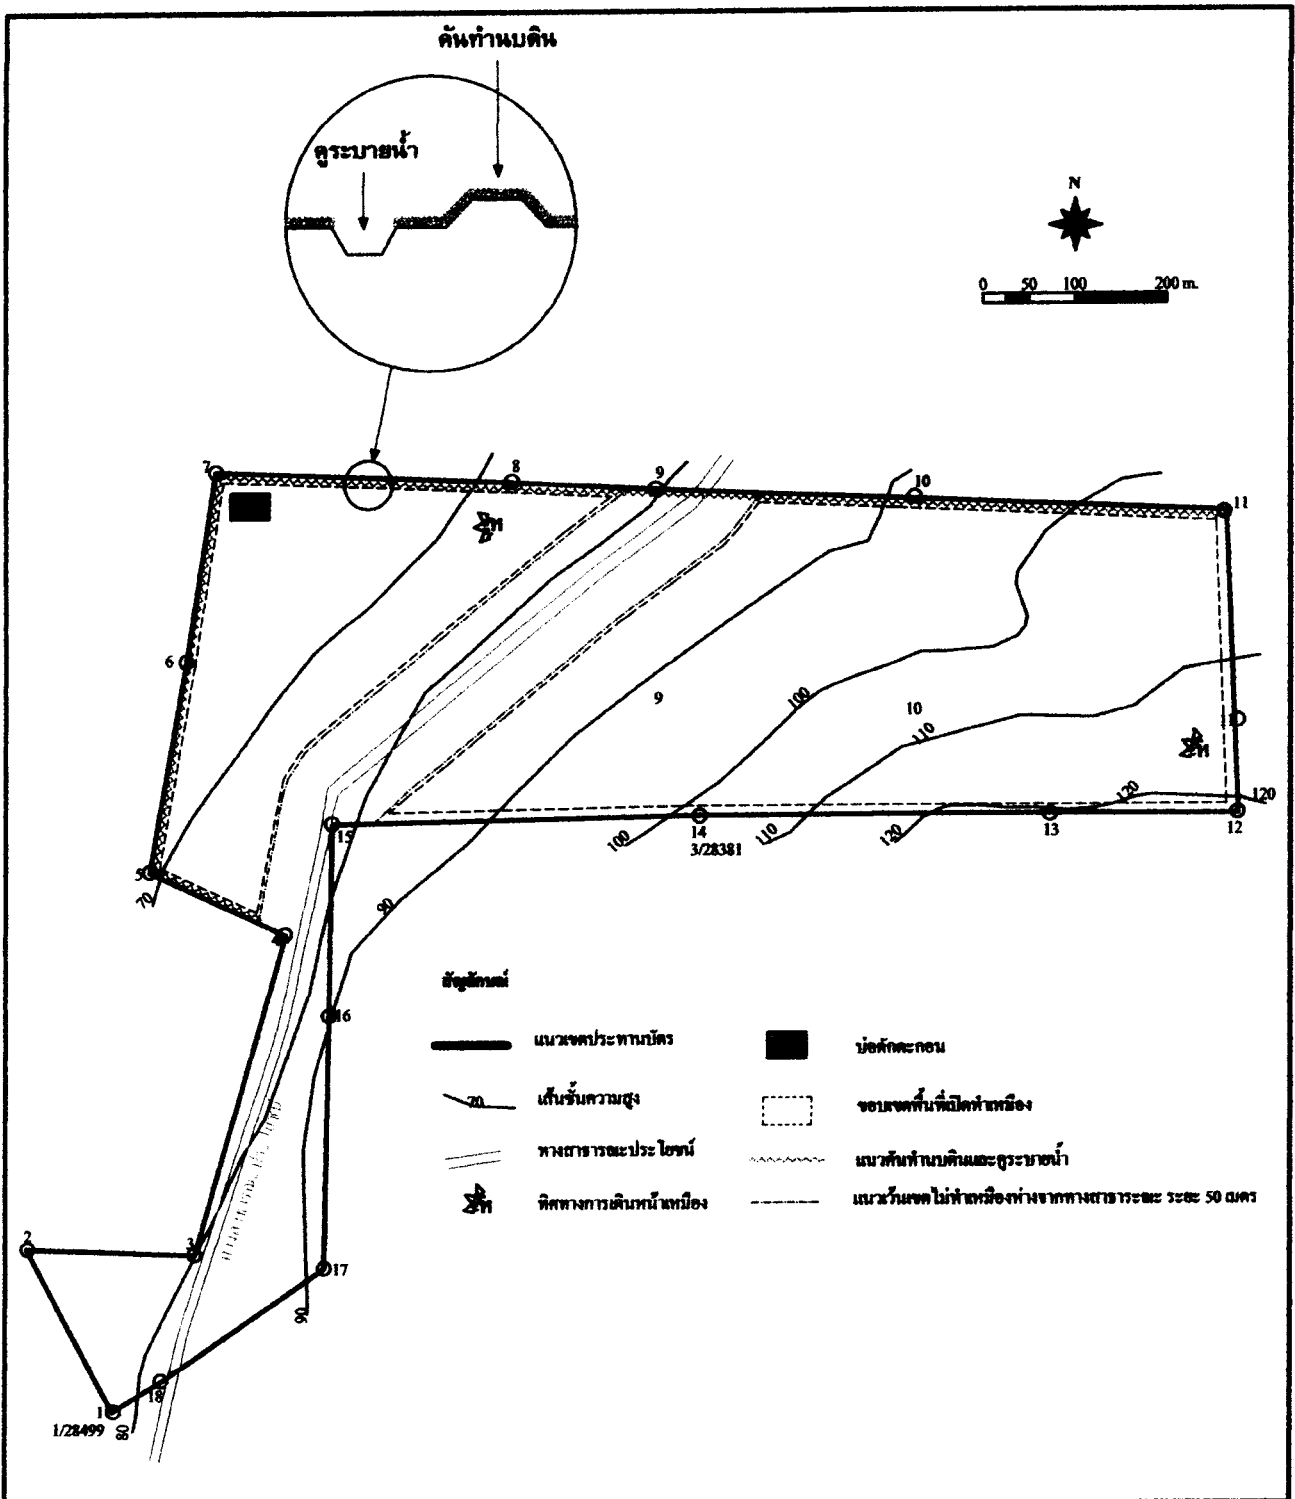 คันทำนบดิน
คูระบายน้ำ
N
0 50 100 200 m.
7
8
9
10
11
6
9
100
10
110
11
5
70
15
100
14
3/28381
110
120
120
13
12
120
90
สัญลักษณ์
16
แนวเขตประทานบัตร
บ่อดักตะกอน
70
เส้นชั้นความสูง
ขอบเขตพื้นที่เปิดทำเหมือง
ทางสาธารณะประโยชน์
แนวคันทำนบดินและคูระบายน้ำ
ทิศทางการเดินหน้าเหมือง
แนวเว้นเขตไม่ทำเหมืองห่างจากทางสาธาระณะ ระยะ 50 เมตร
2
3
17
90
18
1
1/28499
80